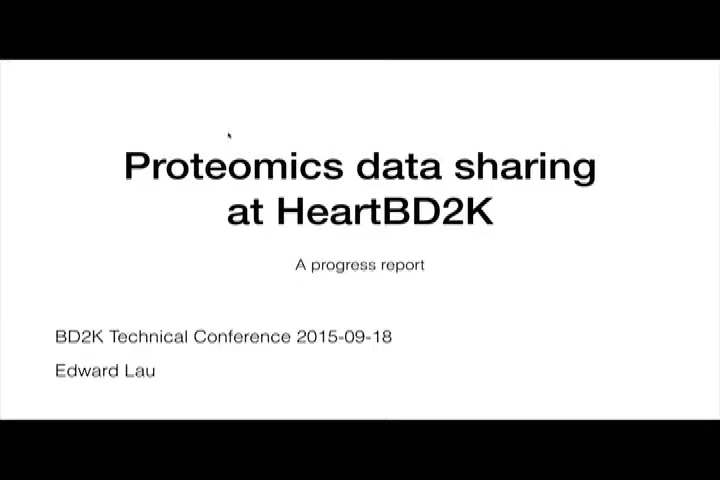 Proteomics data sharing
at HeartBD2K
A progress report
BD2K Technical Conference 2015-09-18
Edward Lau